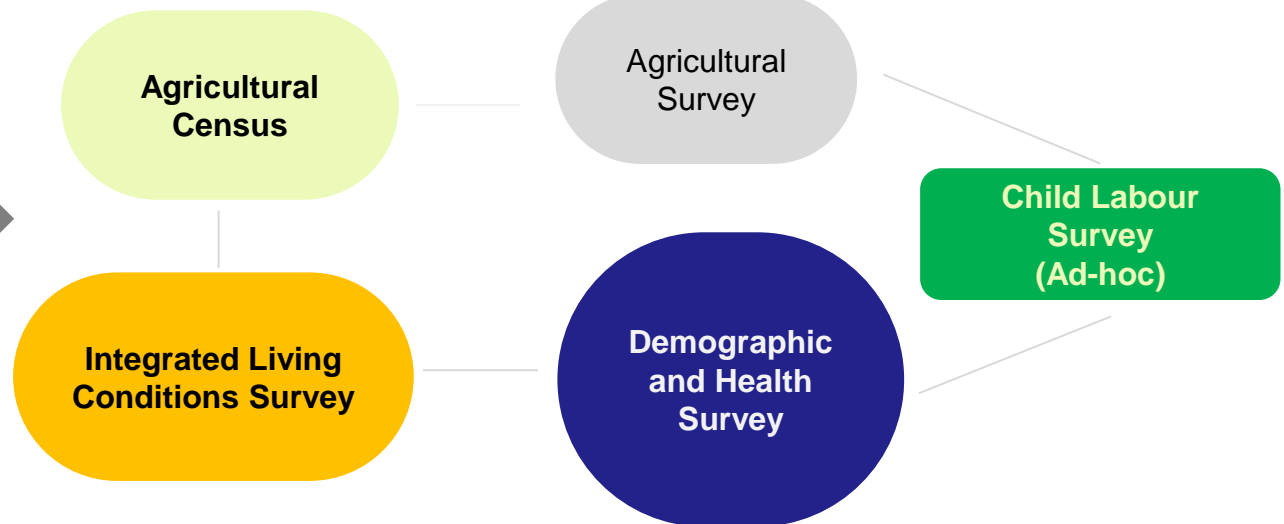 Agricultural
Census
Agricultural
Survey
Child Labour
Survey
(Ad-hoc)
Integrated Living
Conditions Survey
Demographic
and Health
Survey